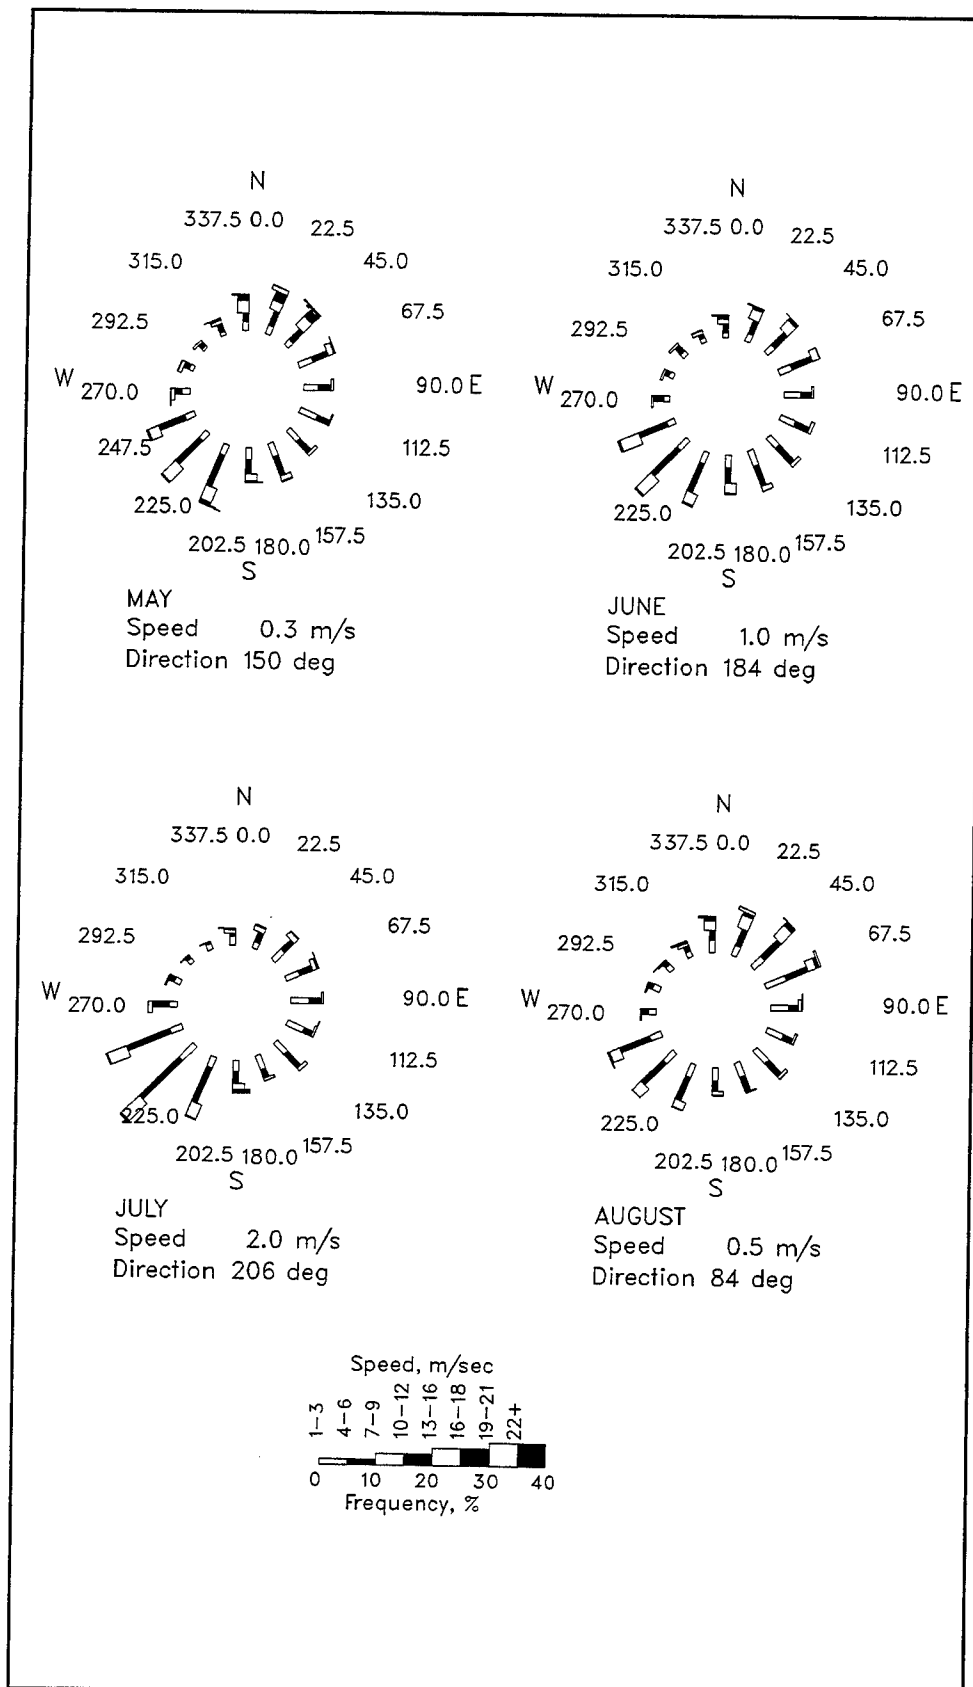 N
337.5 0.0 22.5
315.0 45.0
292.5 67.5
W 270.0 90.0 E
247.5 112.5
225.0 135.0
202.5 180.0 157.5
S
MAY
Speed 0.3 m/s
Direction 150 deg
N
337.5 0.0 22.5
315.0 45.0
292.5 67.5
W 270.0 90.0 E
112.5
225.0 135.0
202.5 180.0 157.5
S
JUNE
Speed 1.0 m/s
Direction 184 deg
N
337.5 0.0 22.5
315.0 45.0
292.5 67.5
W 270.0 90.0 E
112.5
225.0 135.0
202.5 180.0 157.5
S
JULY
Speed 2.0 m/s
Direction 206 deg
N
337.5 0.0 22.5
315.0 45.0
292.5 67.5
W 270.0 90.0 E
112.5
225.0 135.0
202.5 180.0 157.5
S
AUGUST
Speed 0.5 m/s
Direction 84 deg
Speed, m/sec
1-3 4-6 7-9 10-12 13-16 16-18 19-21 22+
0 10 20 30 40
Frequency, %